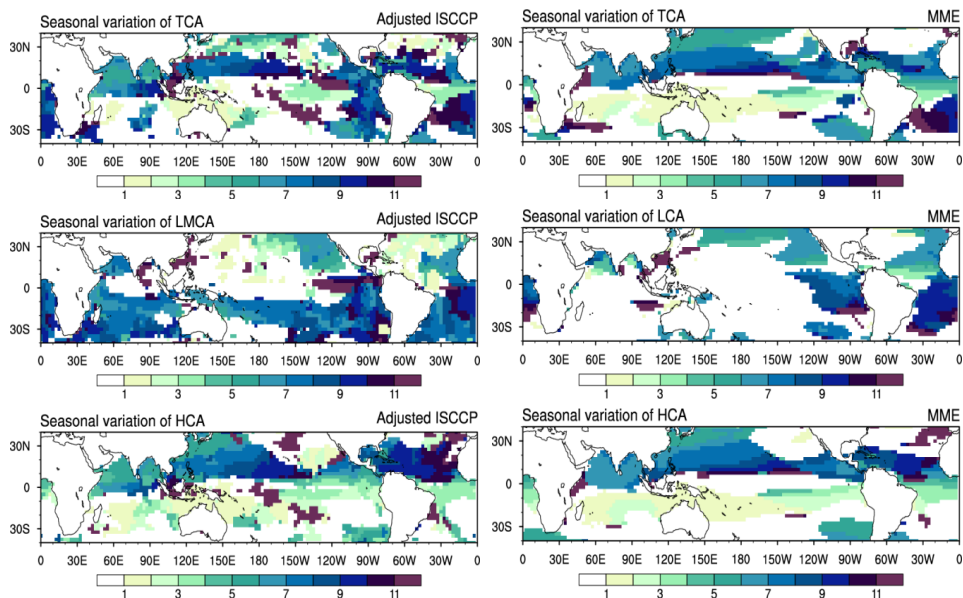 Seasonal variation of TCA Adjusted ISCCP
30N
0
30S
0 30E 60E 90E 120E 150E 180 150W 120W 90W 60W 30W 0
1 3 5 7 9 11
Seasonal variation of TCA MME
30N
0
30S
0 30E 60E 90E 120E 150E 180 150W 120W 90W 60W 30W 0
1 3 5 7 9 11
Seasonal variation of LMCA Adjusted ISCCP
30N
0
30S
0 30E 60E 90E 120E 150E 180 150W 120W 90W 60W 30W 0
1 3 5 7 9 11
Seasonal variation of LCA MME
30N
0
30S
0 30E 60E 90E 120E 150E 180 150W 120W 90W 60W 30W 0
1 3 5 7 9 11
Seasonal variation of HCA Adjusted ISCCP
30N
0
30S
0 30E 60E 90E 120E 150E 180 150W 120W 90W 60W 30W 0
1 3 5 7 9 11
Seasonal variation of HCA MME
30N
0
30S
0 30E 60E 90E 120E 150E 180 150W 120W 90W 60W 30W 0
1 3 5 7 9 11